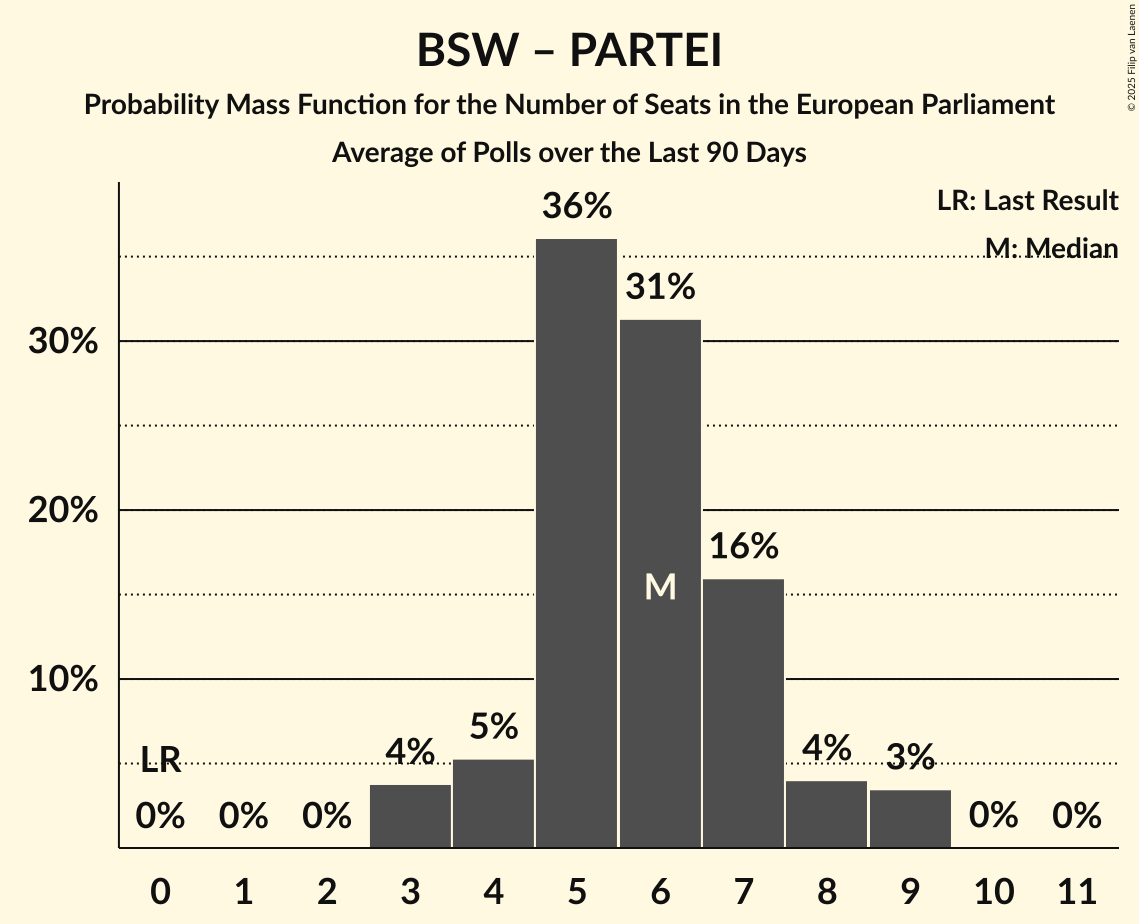 BSW – PARTEI
Probability Mass Function for the Number of Seats in the European Parliament
Average of Polls over the Last 90 Days
© 2025 Filip van Laenen
LR: Last Result
M: Median
36%
31%
30%
20%
16%
M
10%
5%
4%
4%
3%
LR
0% 0% 0% 0% 0%
0 1 2 3 4 5 6 7 8 9 10 11